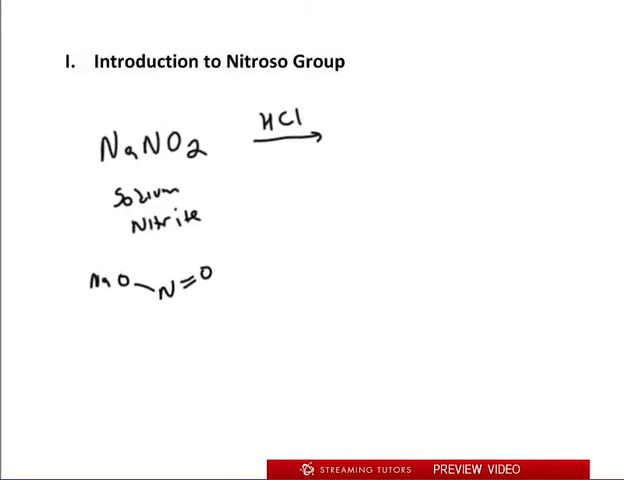 I. Introduction to Nitroso Group
HCl
NaNO2
Sodium
Nitrite
NaO-N=O
STREAMING TUTORS PREVIEW VIDEO